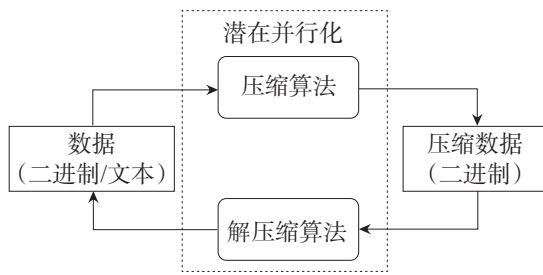 潜在并行化
压缩算法
数据
（二进制/文本）
压缩数据
（二进制）
解压缩算法